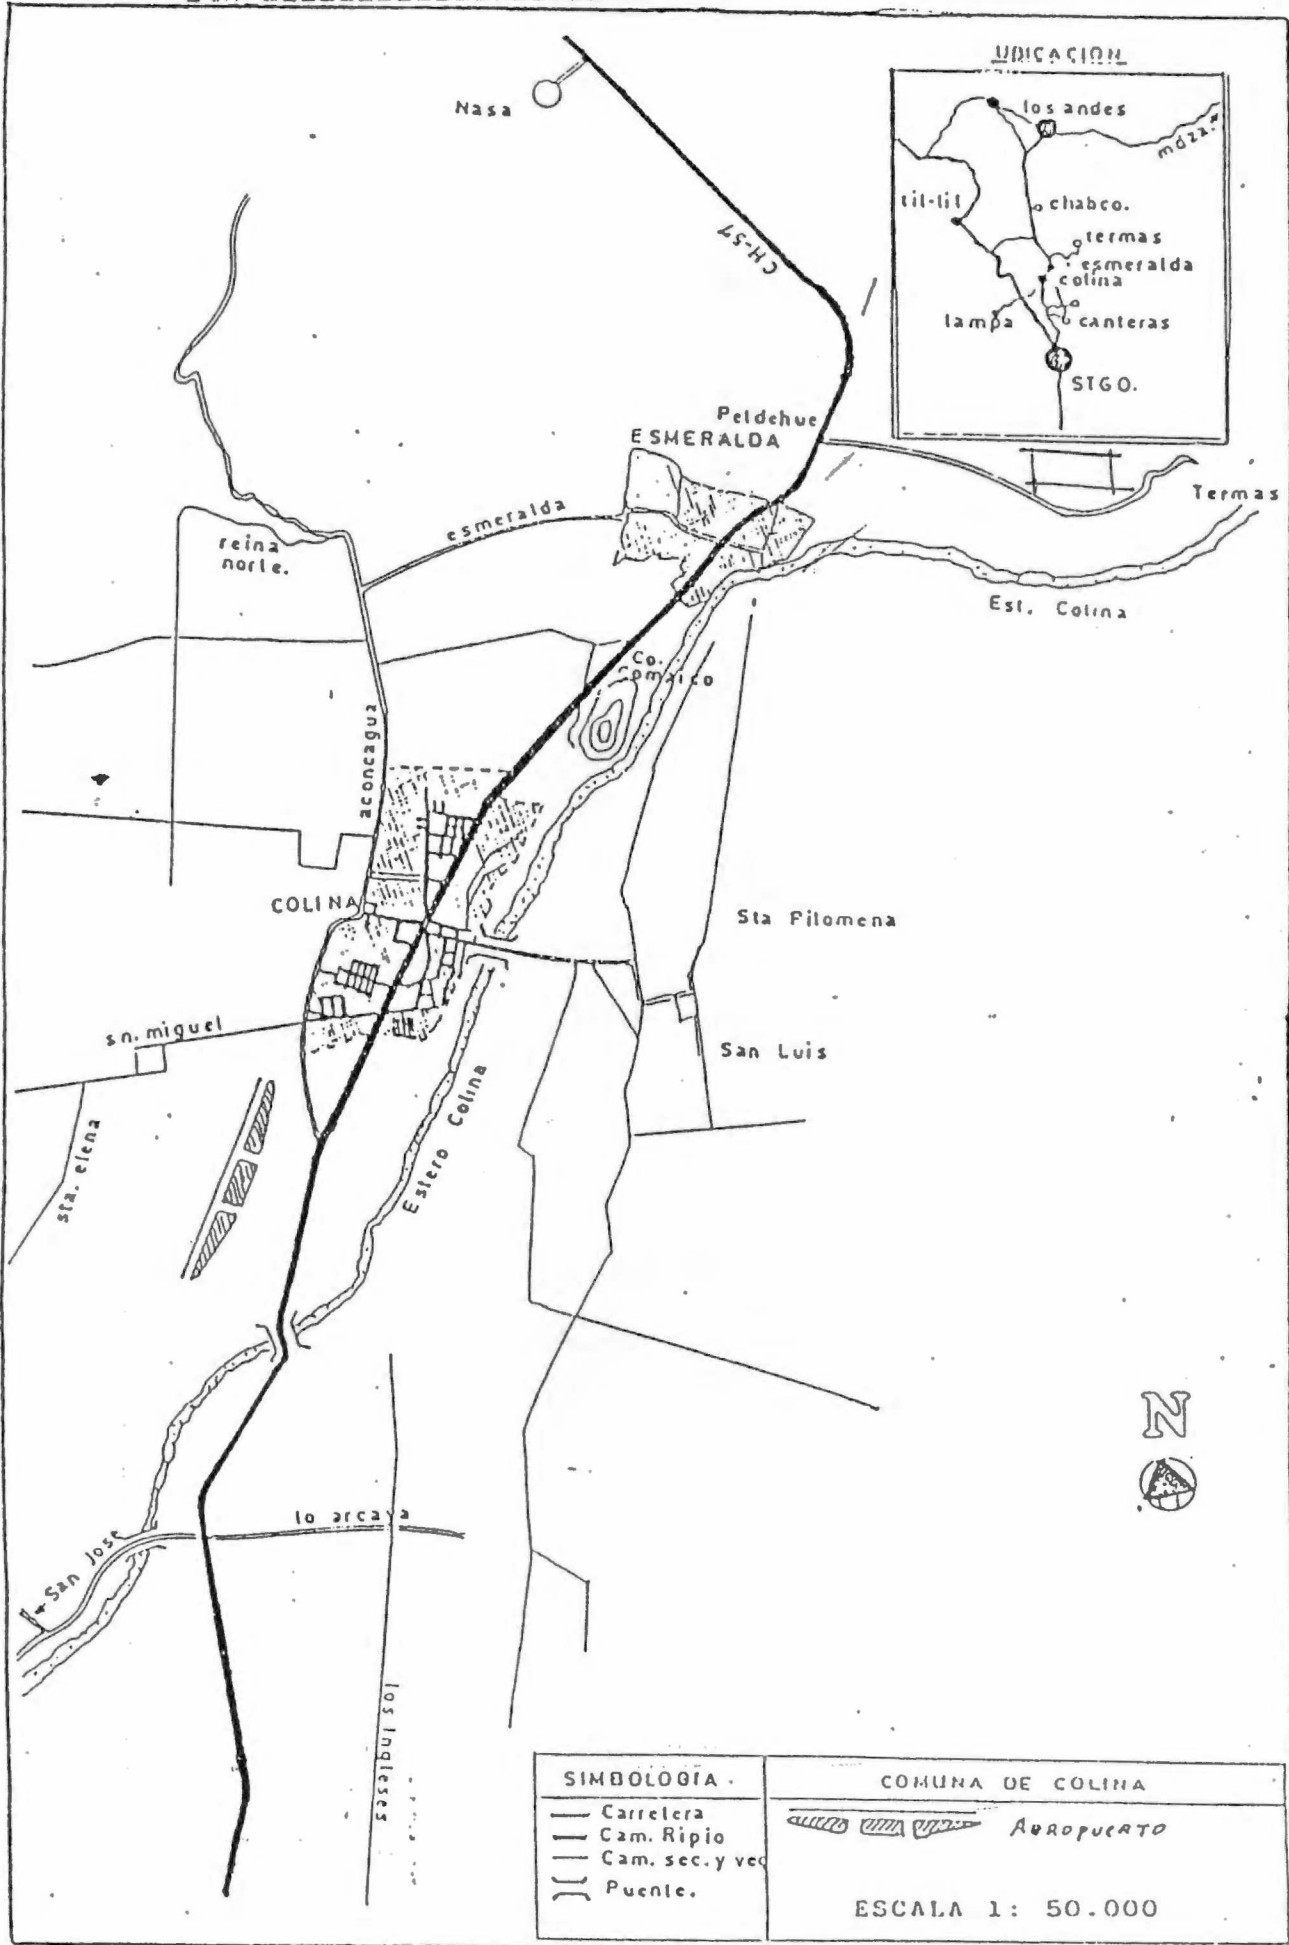 UBICACION
los andes
mdza.
til-til
chabco.
termas
esmeralda
colina
lampa
canteras
STGO.
Nasa
CH-57
Peldehue
ESMERALDA
Termas
esmeralda
reina
norte.
Est. Colina
Co.
Comaico
aconcagua
COLINA
Sta Filomena
sn. miguel
San Luis
Estero Colina
sta. elena
N
lo arcaya
San Jose
los ingleses
SIMBOLOGIA
Carretera
Cam. Ripio
Cam. sec. y vec
Puente.
COMUNA DE COLINA
AEROPUERTO
ESCALA 1: 50.000